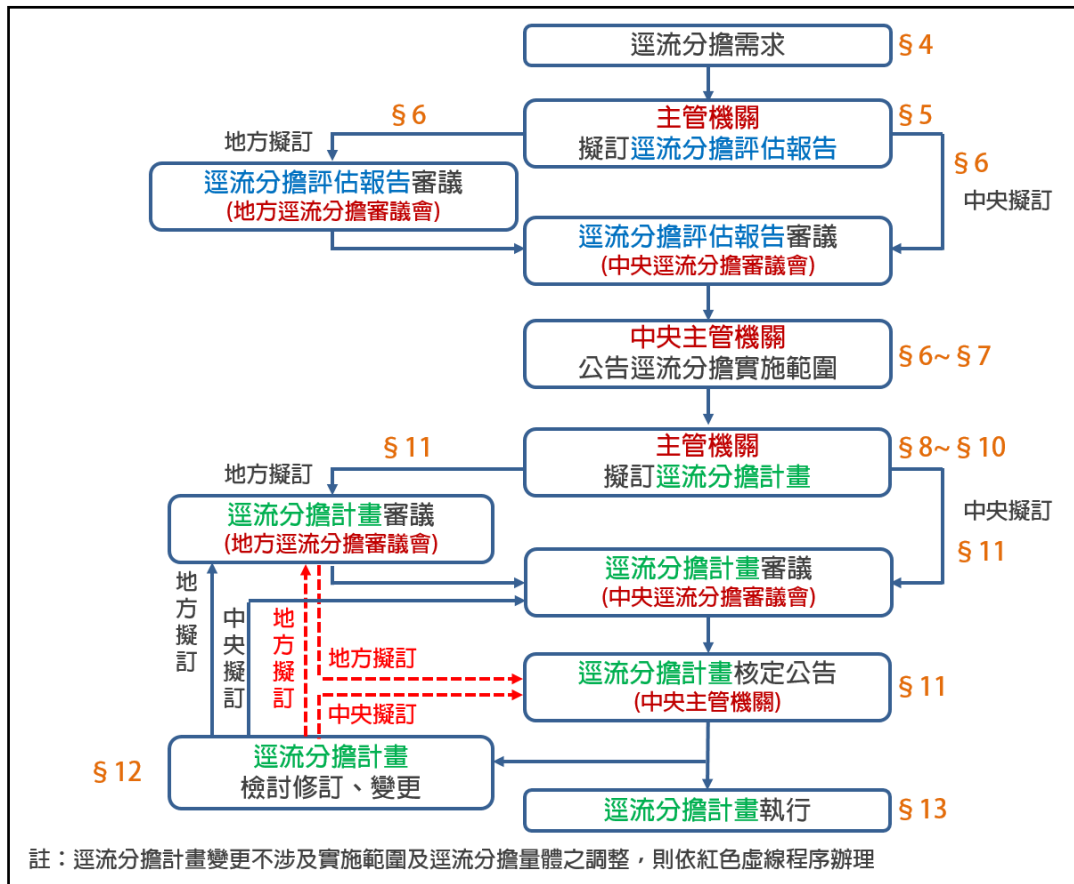 逕流分擔需求
§4
主管機關
擬訂逕流分擔評估報告
§5
§6
地方擬訂
§6
中央擬訂
逕流分擔評估報告審議
(地方逕流分擔審議會)
逕流分擔評估報告審議
(中央逕流分擔審議會)
中央主管機關
公告逕流分擔實施範圍
§6~§7
主管機關
擬訂逕流分擔計畫
§8~§10
§11
地方擬訂
中央擬訂
§11
逕流分擔計畫審議
(地方逕流分擔審議會)
逕流分擔計畫審議
(中央逕流分擔審議會)
地方擬訂
中央擬訂
地方擬訂
地方擬訂
中央擬訂
逕流分擔計畫核定公告
(中央主管機關)
§11
§12
逕流分擔計畫
檢討修訂、變更
逕流分擔計畫執行
§13
註：逕流分擔計畫變更不涉及實施範圍及逕流分擔量體之調整，則依紅色虛線程序辦理